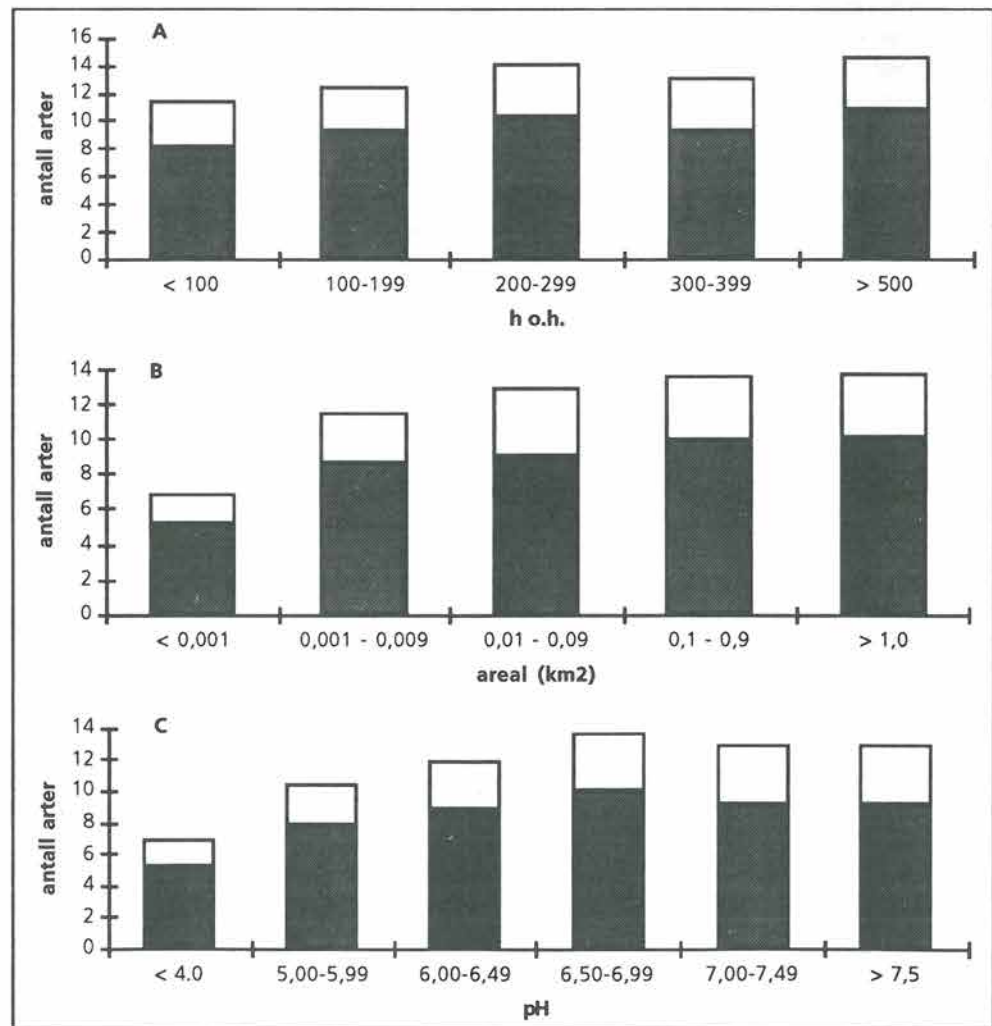 A
antall arter
16
14
12
10
8
6
4
2
0
< 100 100-199 200-299 300-399 > 500
h o.h.
B
antall arter
14
12
10
8
6
4
2
0
< 0,001 0,001 - 0,009 0,01 - 0,09 0,1 - 0,9 > 1,0
areal (km2)
C
antall arter
14
12
10
8
6
4
2
0
< 4.0 5,00-5,99 6,00-6,49 6,50-6,99 7,00-7,49 > 7,5
pH